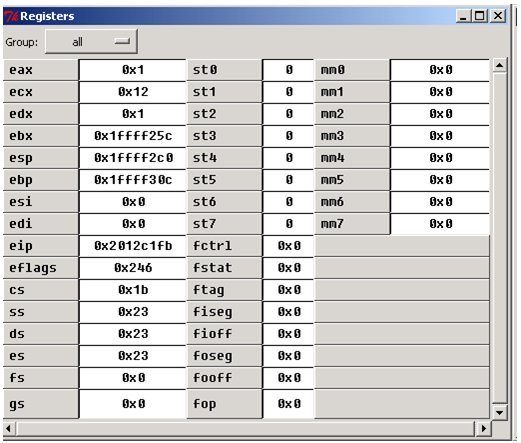 Registers
Group: all
eax 0x1 st0 0 mm0 0x0
ecx 0x12 st1 0 mm1 0x0
edx 0x1 st2 0 mm2 0x0
ebx 0x1ffff25c st3 0 mm3 0x0
esp 0x1ffff2c0 st4 0 mm4 0x0
ebp 0x1ffff30c st5 0 mm5 0x0
esi 0x0 st6 0 mm6 0x0
edi 0x0 st7 0 mm7 0x0
eip 0x2012c1fb fctrl 0x0
eflags 0x246 fstat 0x0
cs 0x1b ftag 0x0
ss 0x23 fiseg 0x0
ds 0x23 fioff 0x0
es 0x23 foseg 0x0
fs 0x0 fooff 0x0
gs 0x0 fop 0x0